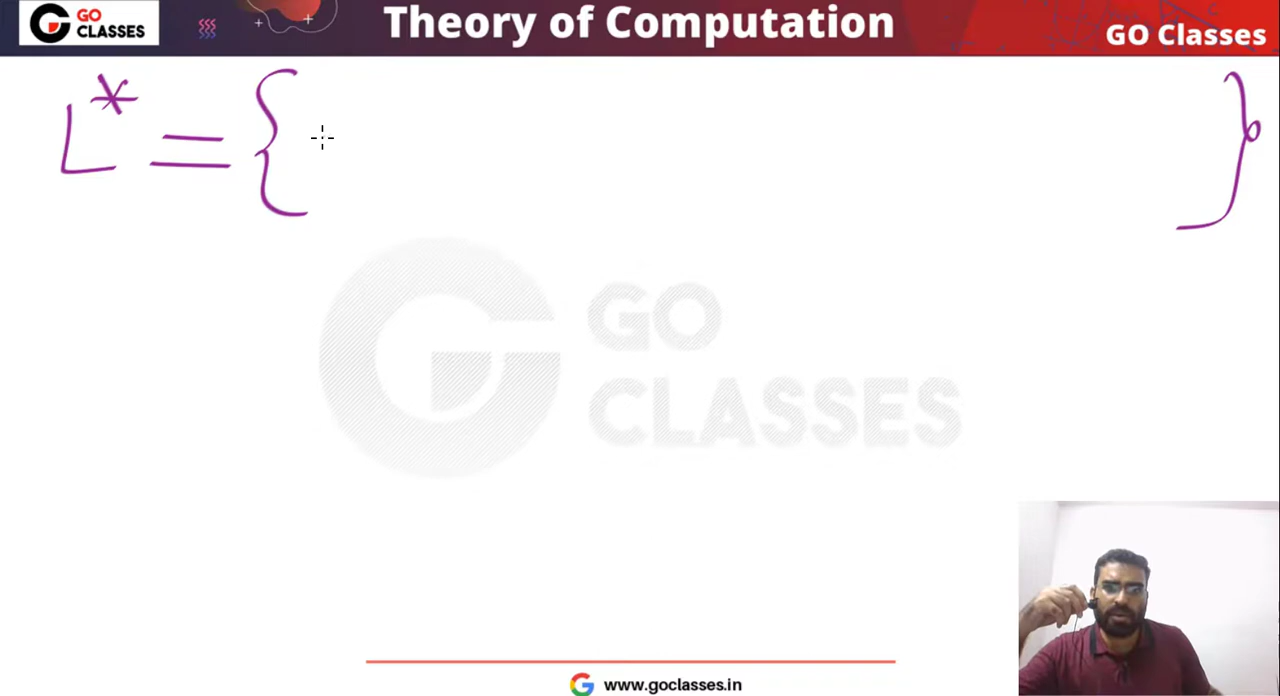 GO
CLASSES
Theory of Computation
GO Classes
L* = { }
GO
CLASSES
www.goclasses.in